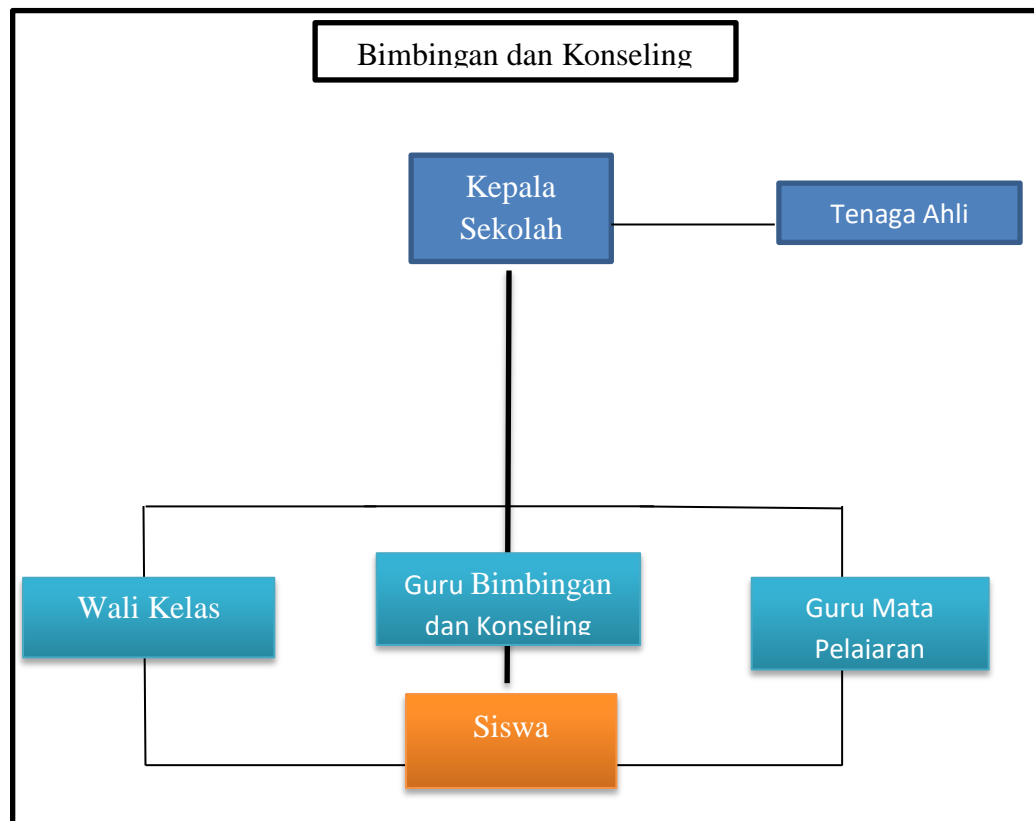 Bimbingan dan Konseling
Kepala
Sekolah
Tenaga Ahli
Wali Kelas
Guru Bimbingan
dan Konseling
Guru Mata
Pelajaran
Siswa